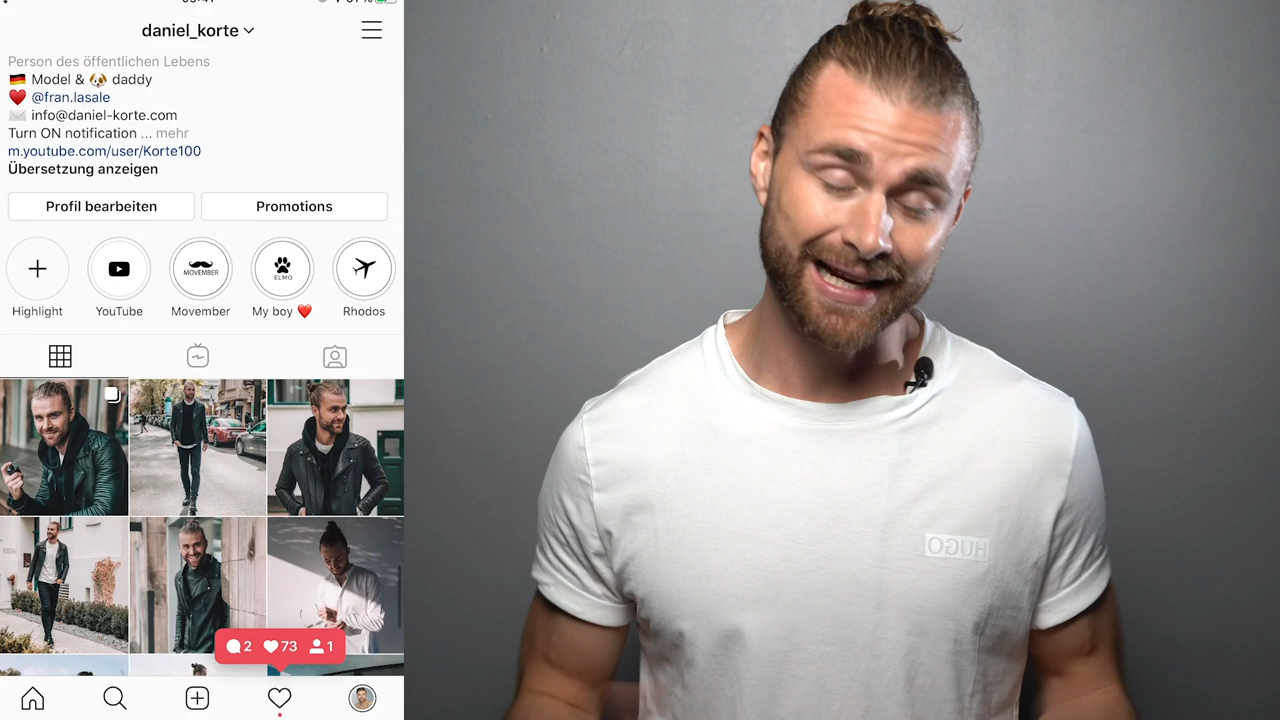 daniel_korte
Person des öffentlichen Lebens
🇩🇪 Model & 🐶 daddy
❤️ @fran.lasale
✉️ info@daniel-korte.com
Turn ON notification ... mehr
m.youtube.com/user/Korte100
Übersetzung anzeigen
Profil bearbeiten
Promotions
MOVEMBER
ELMO
Highlight
YouTube
Movember
My boy ❤️
Rhodos
2 73 1
HUGO